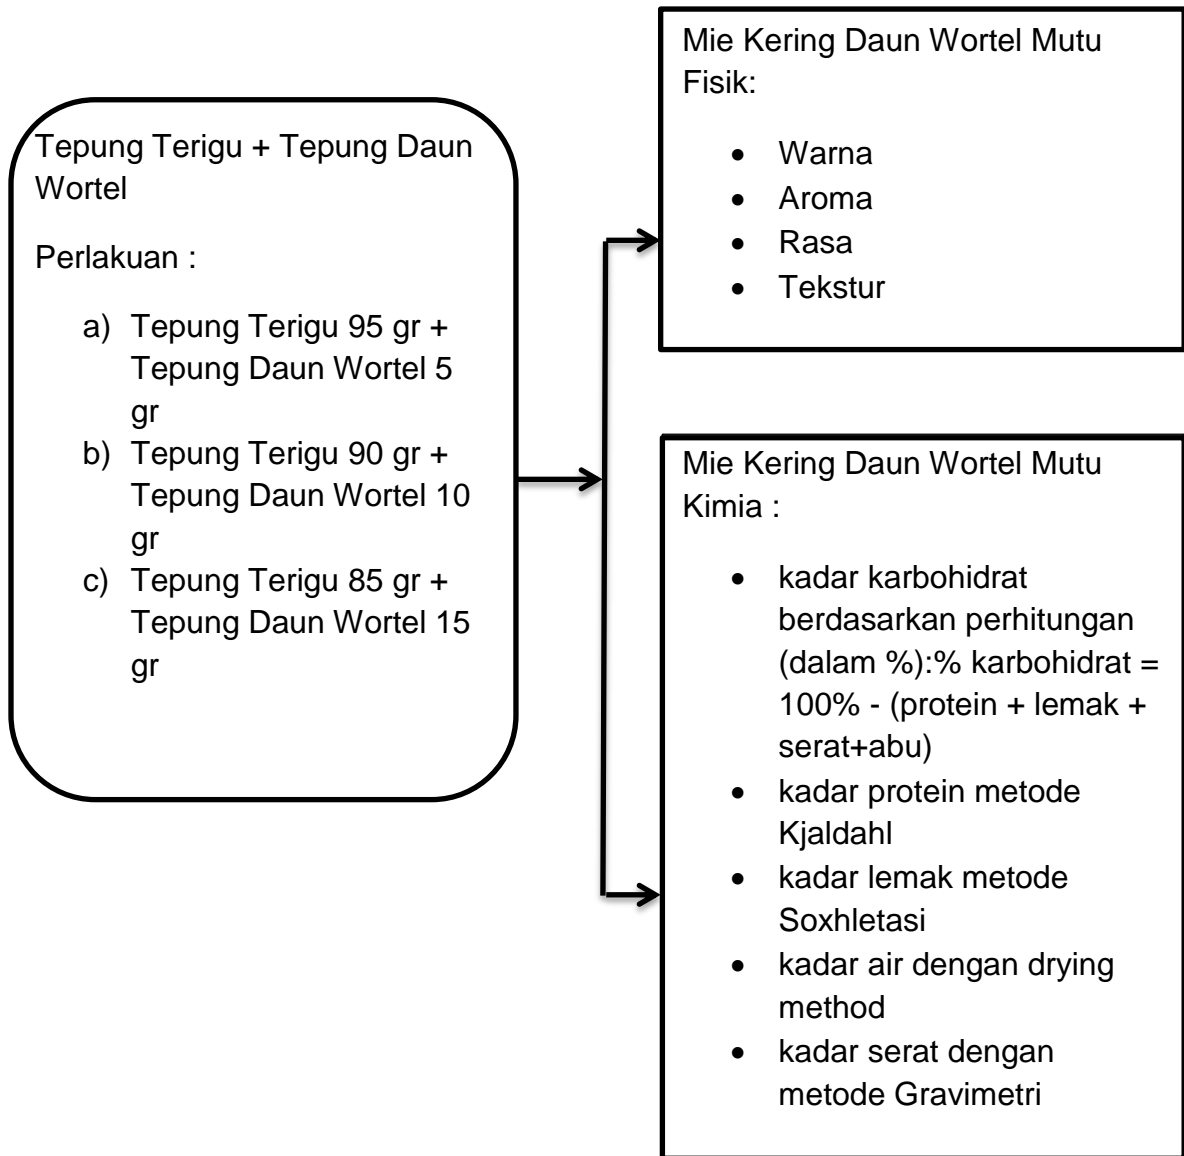 Tepung Terigu + Tepung Daun
Wortel
Perlakuan :
a) Tepung Terigu 95 gr +
Tepung Daun Wortel 5
gr
b) Tepung Terigu 90 gr +
Tepung Daun Wortel 10
gr
c) Tepung Terigu 85 gr +
Tepung Daun Wortel 15
gr
Mie Kering Daun Wortel Mutu
Fisik:
• Warna
• Aroma
• Rasa
• Tekstur
Mie Kering Daun Wortel Mutu
Kimia :
• kadar karbohidrat
berdasarkan perhitungan
(dalam %):% karbohidrat =
100% - (protein + lemak +
serat+abu)
• kadar protein metode
Kjaldahl
• kadar lemak metode
Soxhletasi
• kadar air dengan drying
method
• kadar serat dengan
metode Gravimetri